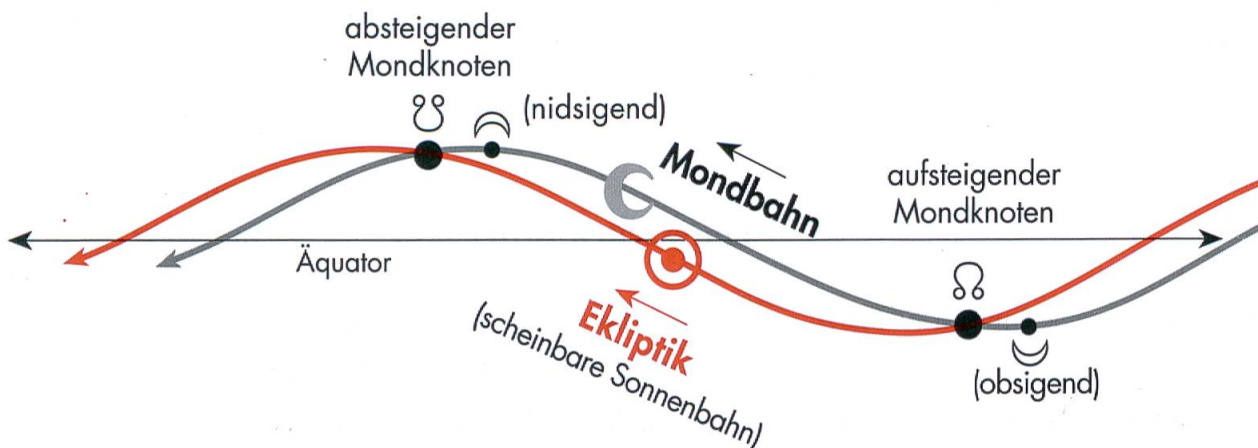 absteigender
Mondknoten
☋
(nidsigend)
Mondbahn
aufsteigender
Mondknoten
☊
Äquator
Ekliptik
(scheinbare Sonnenbahn)
(obsigend)